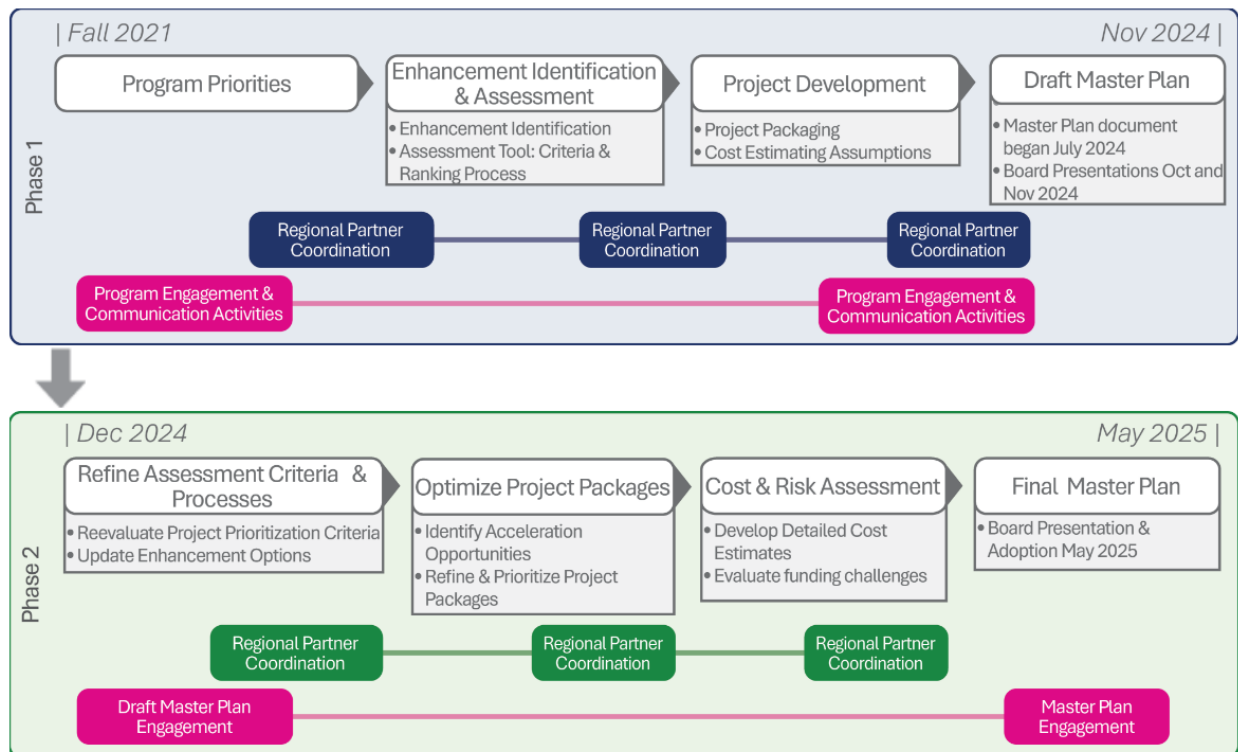 | Fall 2021
Nov 2024 |
Phase 1
Program Priorities
Enhancement Identification
& Assessment
• Enhancement Identification
• Assessment Tool: Criteria &
Ranking Process
Project Development
• Project Packaging
• Cost Estimating Assumptions
Draft Master Plan
• Master Plan document
began July 2024
• Board Presentations Oct and
Nov 2024
Regional Partner
Coordination
Regional Partner
Coordination
Regional Partner
Coordination
Program Engagement &
Communication Activities
Program Engagement &
Communication Activities
| Dec 2024
May 2025 |
Phase 2
Refine Assessment Criteria &
Processes
• Reevaluate Project Prioritization Criteria
• Update Enhancement Options
Optimize Project Packages
• Identify Acceleration
Opportunities
• Refine & Prioritize Project
Packages
Cost & Risk Assessment
• Develop Detailed Cost
Estimates
• Evaluate funding challenges
Final Master Plan
• Board Presentation &
Adoption May 2025
Regional Partner
Coordination
Regional Partner
Coordination
Regional Partner
Coordination
Draft Master Plan
Engagement
Master Plan
Engagement